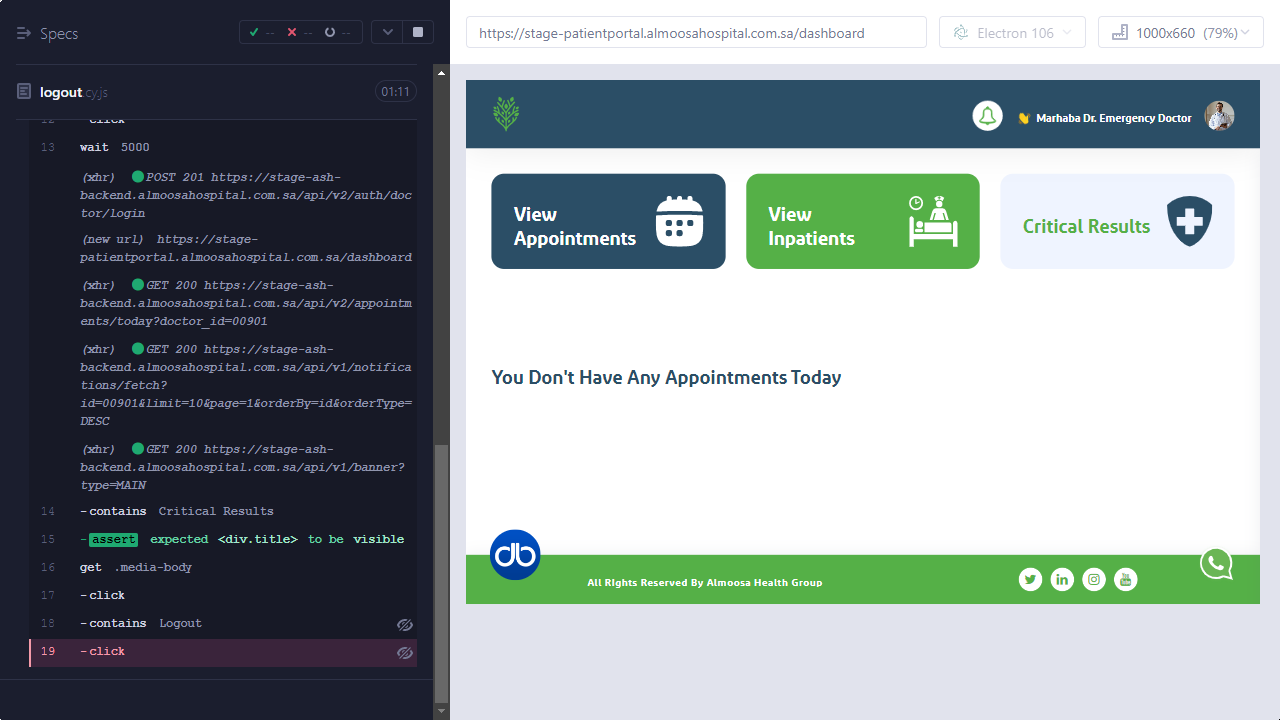 Specs
--
--
--
logout.cy.js
01:11
12 -click
13 wait 5000
(xhr) POST 201 https://stage-ash-
backend.almoosahospital.com.sa/api/v2/auth/doc
tor/login
(new url) https://stage-
patientportal.almoosahospital.com.sa/dashboard
(xhr) GET 200 https://stage-ash-
backend.almoosahospital.com.sa/api/v2/appointm
ents/today?doctor_id=00901
(xhr) GET 200 https://stage-ash-
backend.almoosahospital.com.sa/api/v1/notifica
tions/fetch?
id=00901&limit=10&page=1&orderBy=id&orderType=
DESC
(xhr) GET 200 https://stage-ash-
backend.almoosahospital.com.sa/api/v1/banner?
type=MAIN
14 -contains Critical Results
15 -assert expected <div.title> to be visible
16 get .media-body
17 -click
18 -contains Logout
19 -click
https://stage-patientportal.almoosahospital.com.sa/dashboard
Electron 106
1000x660 (79%)
Marhaba Dr. Emergency Doctor
View
Appointments
View
Inpatients
Critical Results
You Don't Have Any Appointments Today
All Rights Reserved By Almoosa Health Group